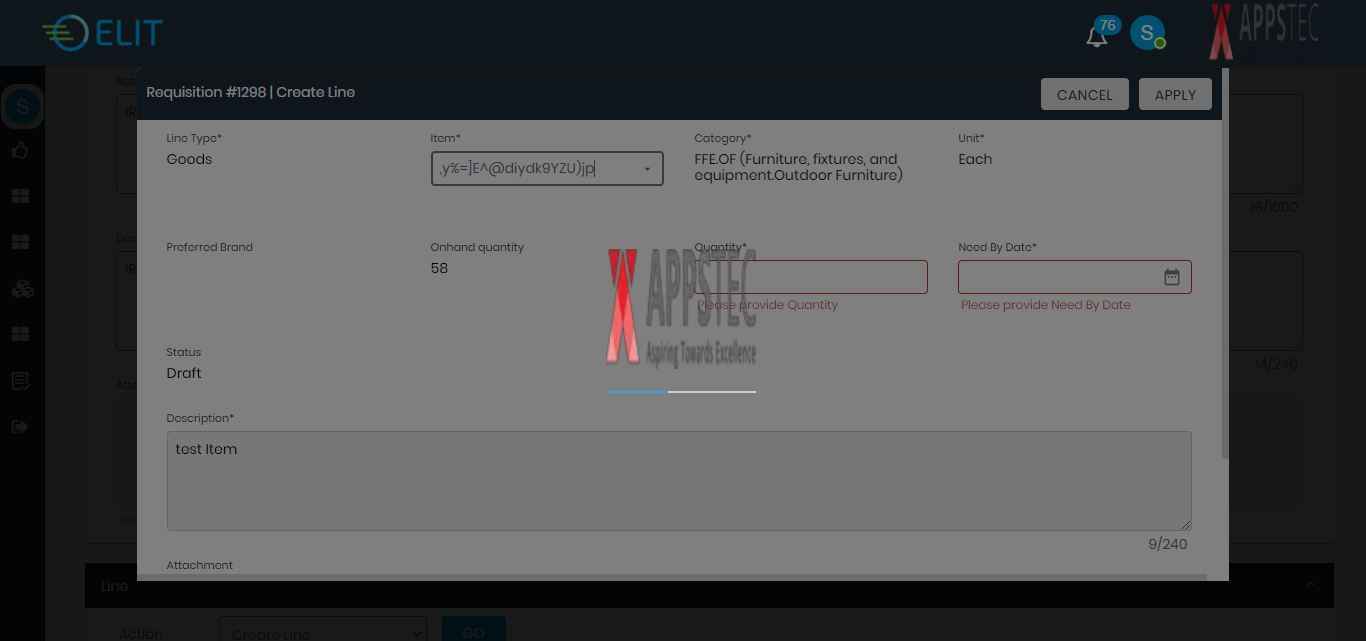 ELIT
76
S
APPSTEC
S
Requisition #1298 | Create Line
CANCEL
APPLY
Line Type*
Item*
Category*
Unit*
Goods
,y%=]E^@diydk9YZU)jp
FFE.OF (Furniture, fixtures, and
equipment.Outdoor Furniture)
Each
16/1000
Preferred Brand
Onhand quantity
Quantity*
Need By Date*
58
Please provide Quantity
Please provide Need By Date
APPSTEC
Aspiring Towards Excellence
Status
Draft
14/240
Description*
test Item
9/240
Attachment
Line
Action
Create Line
GO